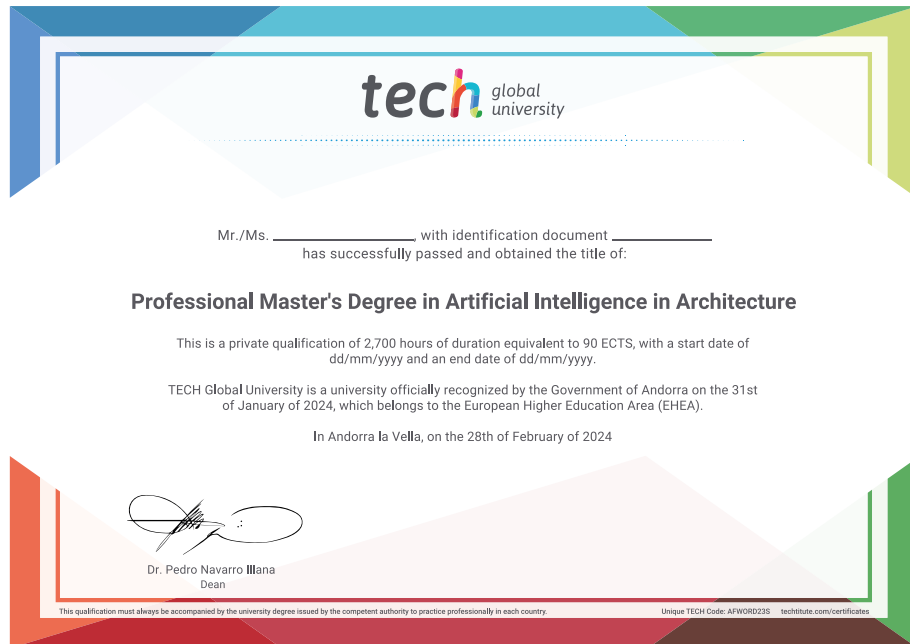 tech global
university
Mr./Ms. ____________, with identification document ____________
has successfully passed and obtained the title of:
Professional Master's Degree in Artificial Intelligence in Architecture
This is a private qualification of 2,700 hours of duration equivalent to 90 ECTS, with a start date of
dd/mm/yyyy and an end date of dd/mm/yyyy.
TECH Global University is a university officially recognized by the Government of Andorra on the 31st
of January of 2024, which belongs to the European Higher Education Area (EHEA).
In Andorra la Vella, on the 28th of February of 2024
Dr. Pedro Navarro Illana
Dean
This qualification must always be accompanied by the university degree issued by the competent authority to practice professionally in each country.
Unique TECH Code: AFWORD23S techtitute.com/certificates